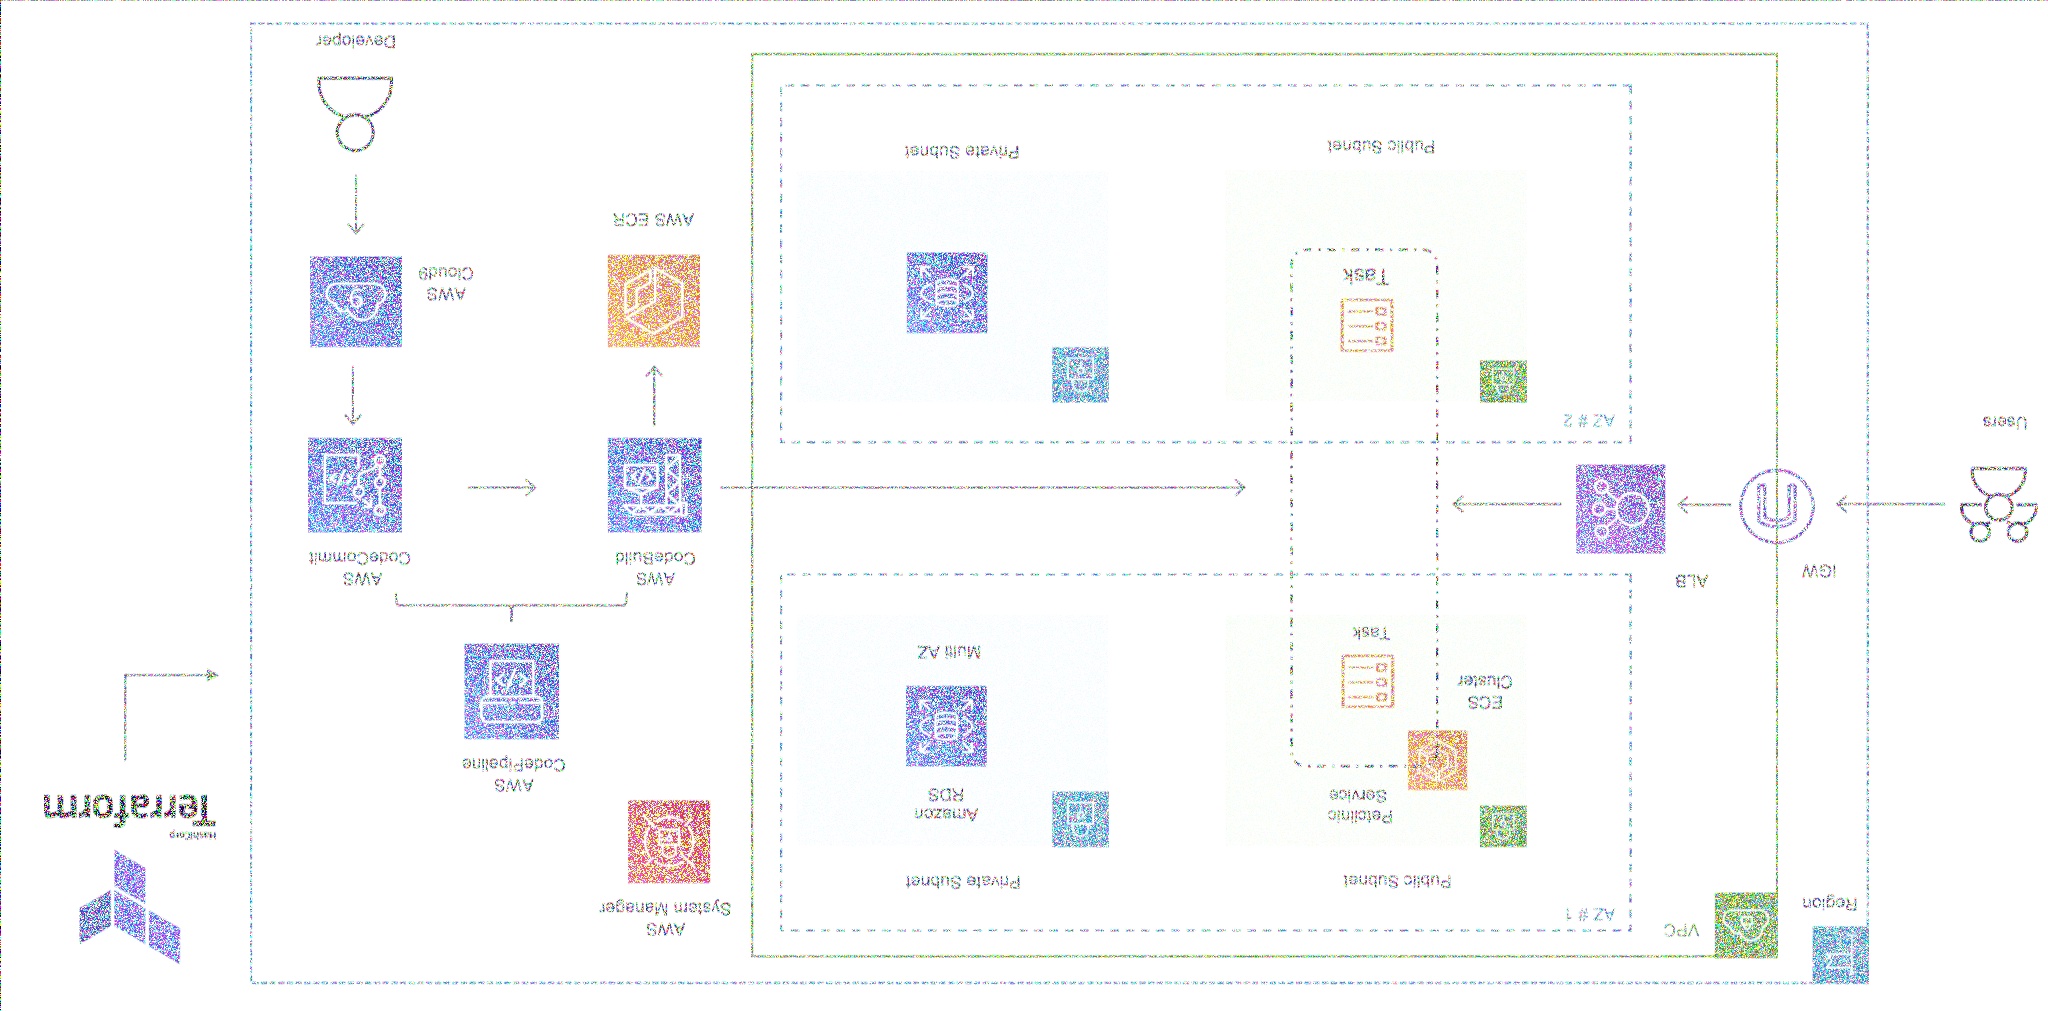 Region
VPC
AZ # 1
Public Subnet
Private Subnet
AWS
System Manager
HashiCorp
Terraform
Petclinic
Service
Amazon
RDS
AWS
CodePipeline
ECS
Cluster
Task
Multi AZ
IGW
ALB
AWS
CodeBuild
AWS
CodeCommit
Users
AZ # 2
Task
AWS
Cloud9
AWS ECR
Public Subnet
Private Subnet
Developer